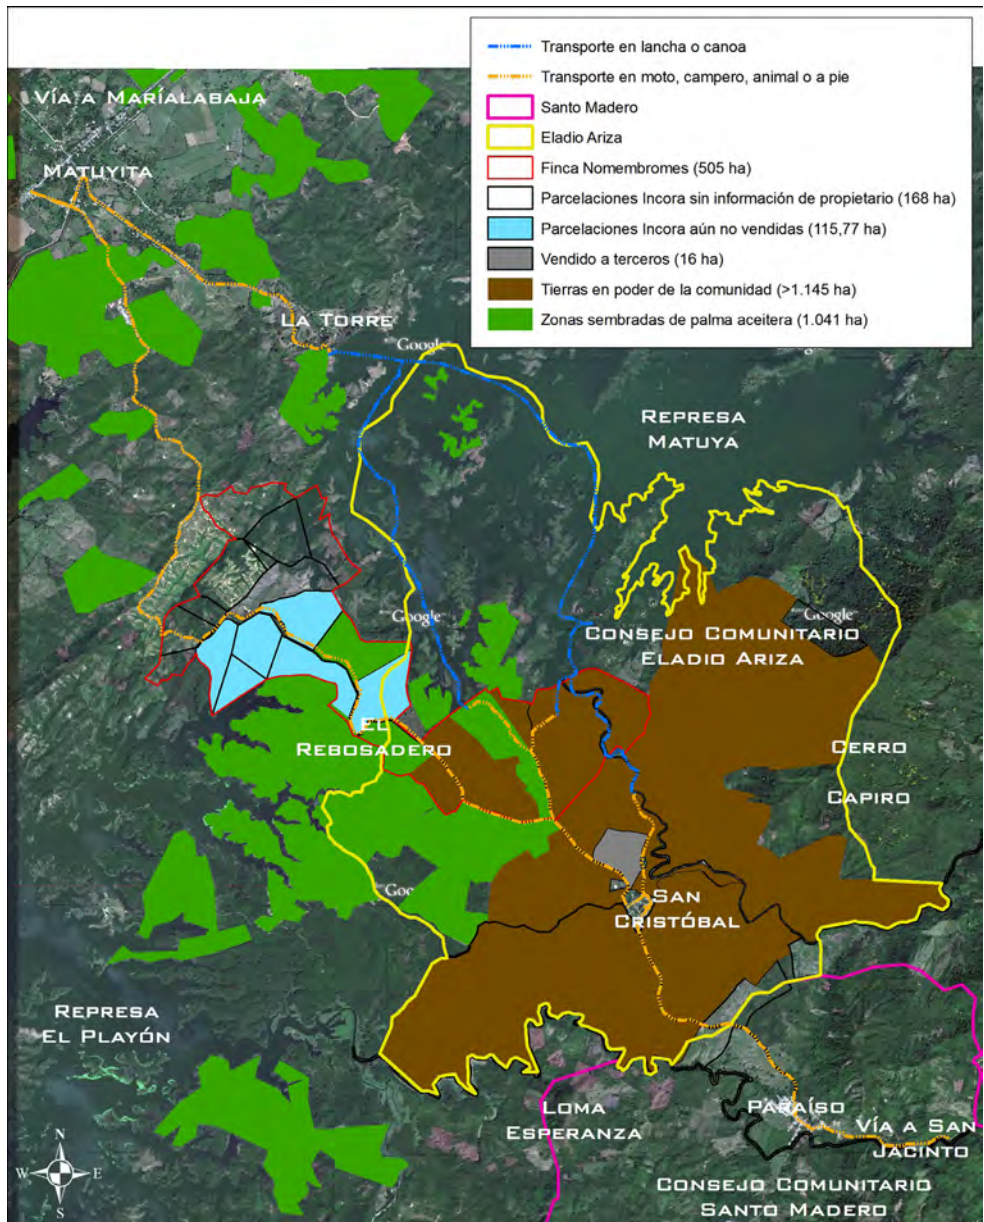 Transporte en lancha o canoa
Transporte en moto, campero, animal o a pie
Santo Madero
Eladio Ariza
Finca Nomembromes (505 ha)
Parcelaciones Incora sin información de propietario (168 ha)
Parcelaciones Incora aún no vendidas (115,77 ha)
Vendido a terceros (16 ha)
Tierras en poder de la comunidad (>1.145 ha)
Zonas sembradas de palma aceitera (1.041 ha)
Vía a Maríalabaja
Matuyita
La Torre
Google
Google
Represa
Matuya
Google
Google
Consejo Comunitario
Eladio Ariza
El
Rebosadero
Cerro
Capiro
Goo
San
Cristóbal
Represa
El Playón
Loma
Esperanza
Paraíso
Vía a San
Jacinto
Consejo Comunitario
Santo Madero
N
W
E
S